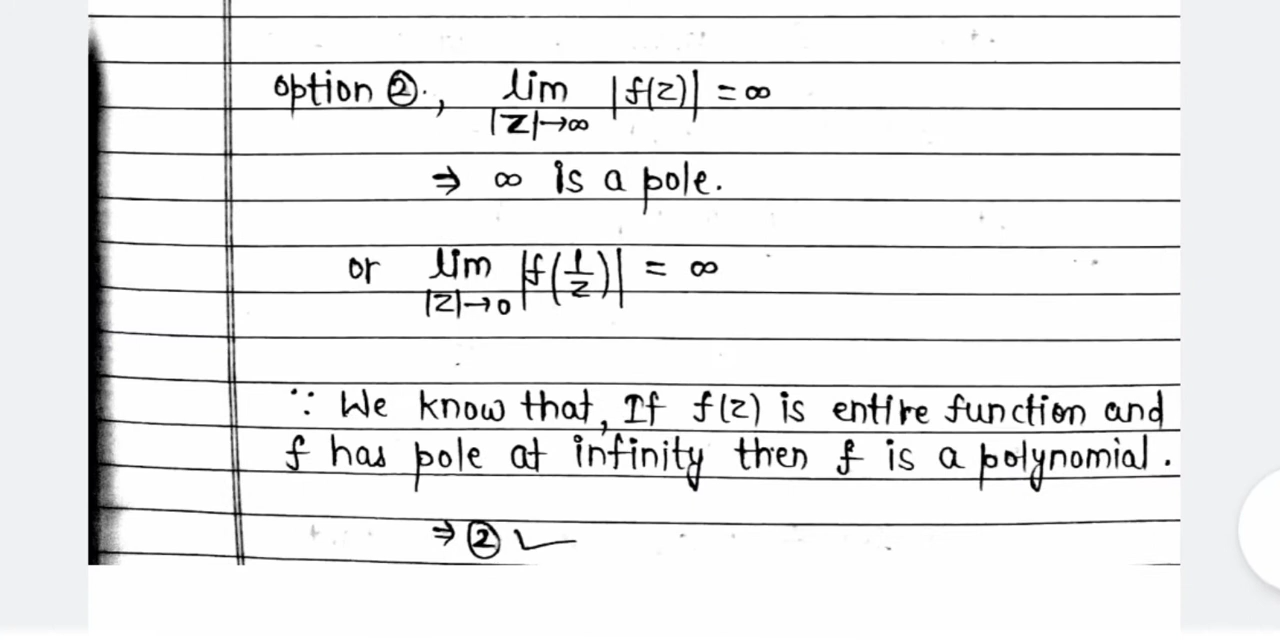 option ②., lim |f(z)| = ∞
|z|→∞
⇒ ∞ is a pole.
or lim |f(1/z)| = ∞
|z|→0
∵ We know that, If f(z) is entire function and
f has pole at infinity then f is a polynomial.
⇒ ② ✓